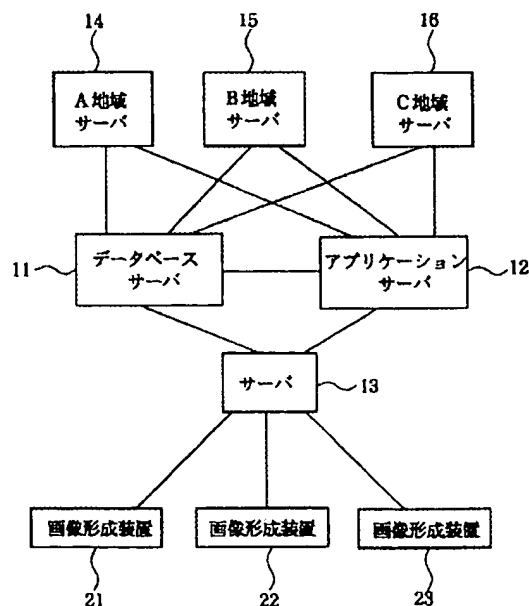 14
15
16
A地域
サーバ
B地域
サーバ
C地域
サーバ
11
データベース
サーバ
アプリケーション
サーバ
12
サーバ
13
画像形成装置
画像形成装置
画像形成装置
21
22
23